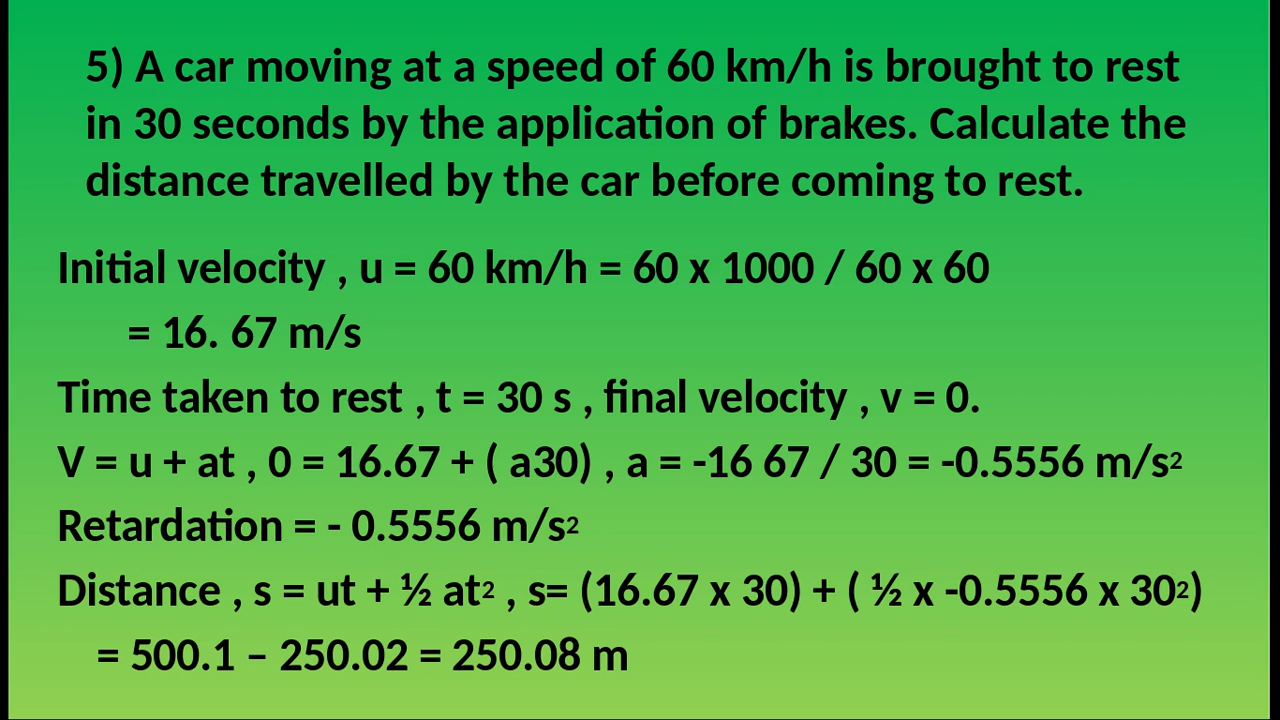 5) A car moving at a speed of 60 km/h is brought to rest
in 30 seconds by the application of brakes. Calculate the
distance travelled by the car before coming to rest.
Initial velocity , u = 60 km/h = 60 x 1000 / 60 x 60
= 16. 67 m/s
Time taken to rest , t = 30 s , final velocity , v = 0.
V = u + at , 0 = 16.67 + ( a30) , a = -16 67 / 30 = -0.5556 m/s²
Retardation = - 0.5556 m/s²
Distance , s = ut + ½ at² , s= (16.67 x 30) + ( ½ x -0.5556 x 30²)
= 500.1 – 250.02 = 250.08 m